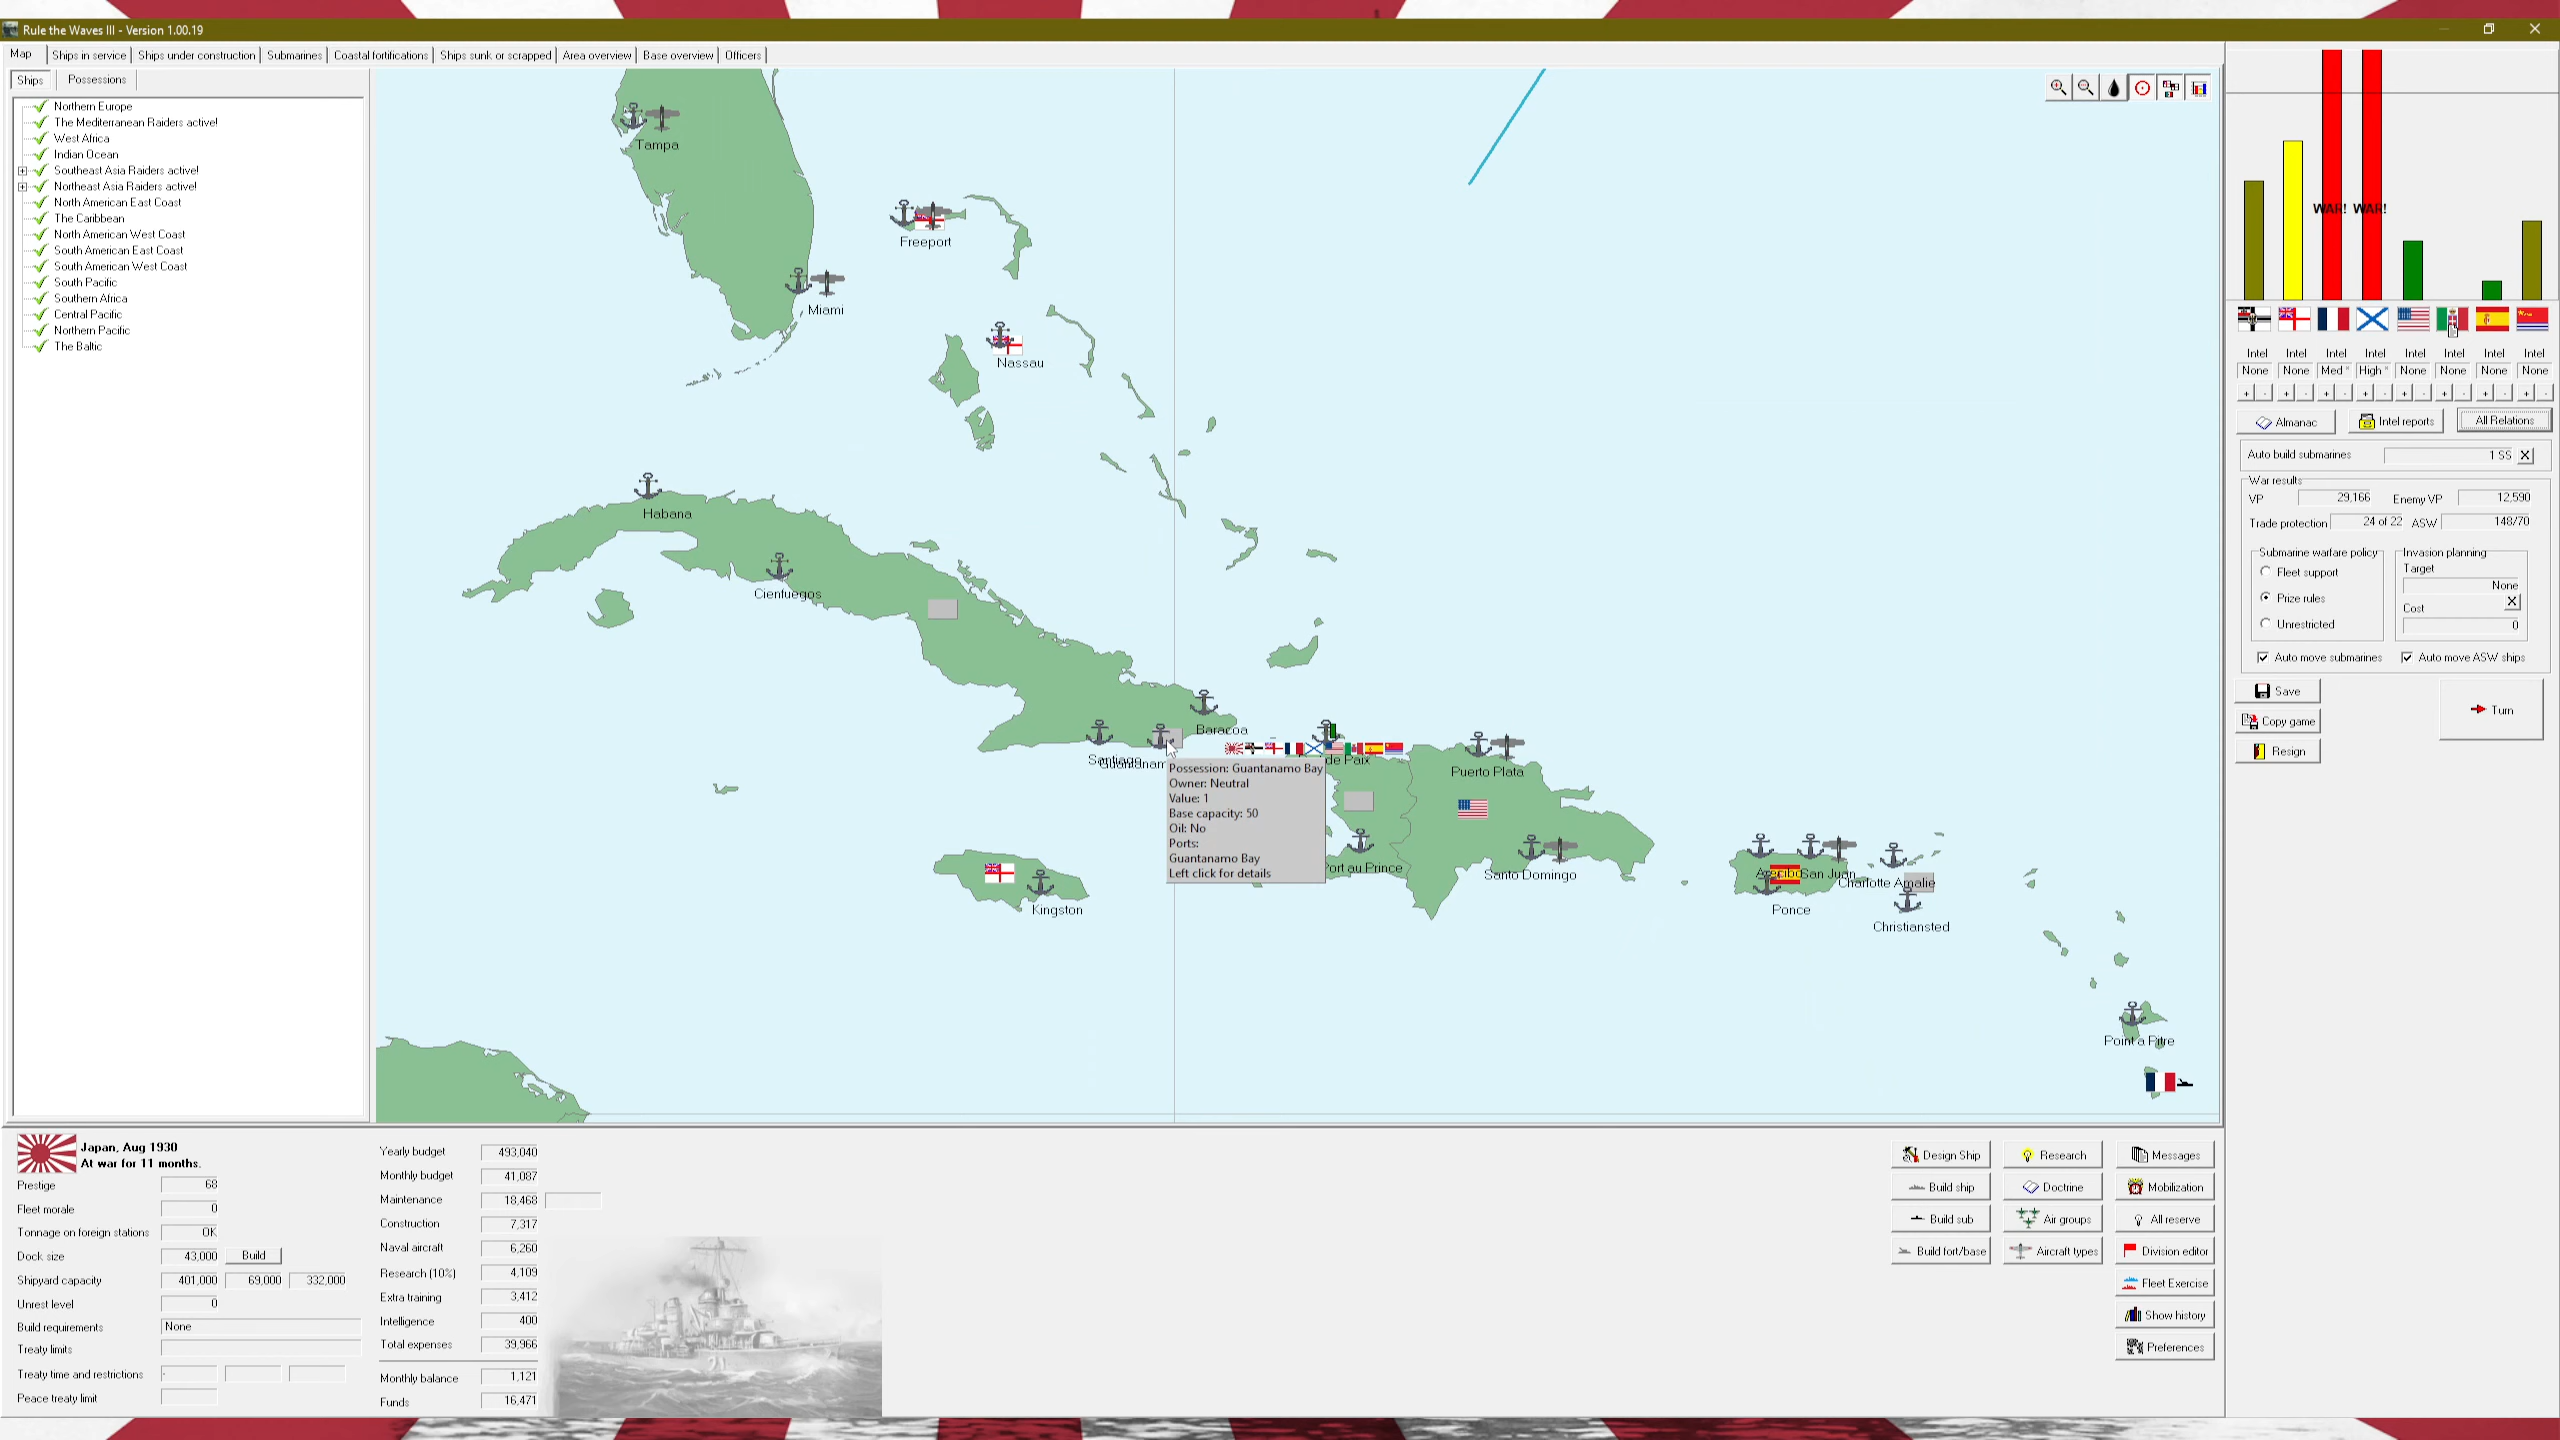 Rule the Waves III - Version 1.00.19
Map
Ships in service
Ships under construction
Submarines
Coastal fortifications
Ships sunk or scrapped
Area overview
Base overview
Officers
Ships
Possessions
Northern Europe
The Mediterranean Raiders active!
West Africa
Indian Ocean
Southeast Asia Raiders active!
Northeast Asia Raiders active!
North American East Coast
The Caribbean
North American West Coast
South American East Coast
South American West Coast
South Pacific
Southern Africa
Central Pacific
Northern Pacific
The Baltic
Tampa
Freeport
Miami
Nassau
Habana
Cienfuegos
Baracoa
Santiago
de Paix
Puerto Plata
Possession: Guantanamo Bay
Owner: Neutral
Value: 1
Base capacity: 50
Oil: No
Ports:
Guantanamo Bay
Left click for details
Port au Prince
Santo Domingo
Kingston
San Juan
Charlotte Amalie
Ponce
Christiansted
Point a Pitre
WAR! WAR!
Intel Intel Intel Intel Intel Intel Intel Intel
None None Med * High * None None None None
+ - + - + - + - + - + - + - + -
Almanac
Intel reports
All Relations
Auto build submarines 1 SS X
War results
VP 29,166 Enemy VP 12,590
Trade protection 24 of 22 ASW 148/70
Submarine warfare policy
Fleet support
Prize rules
Unrestricted
Invasion planning
Target
None
Cost X
0
Auto move submarines
Auto move ASW ships
Save
Copy game
Resign
Turn
Japan, Aug 1930
At war for 11 months.
Prestige 68
Fleet morale 0
Tonnage on foreign stations OK
Dock size 43,000 Build
Shipyard capacity 401,000 69,000 332,000
Unrest level 0
Build requirements None
Treaty limits
Treaty time and restrictions -
Peace treaty limit
Yearly budget 493,040
Monthly budget 41,087
Maintenance 18,468
Construction 7,317
Naval aircraft 6,260
Research (10%) 4,109
Extra training 3,412
Intelligence 400
Total expenses 39,966
Monthly balance 1,121
Funds 16,471
Design Ship
Research
Messages
Build ship
Doctrine
Mobilization
Build sub
Air groups
All reserve
Build fort/base
Aircraft types
Division editor
Fleet Exercise
Show history
Preferences